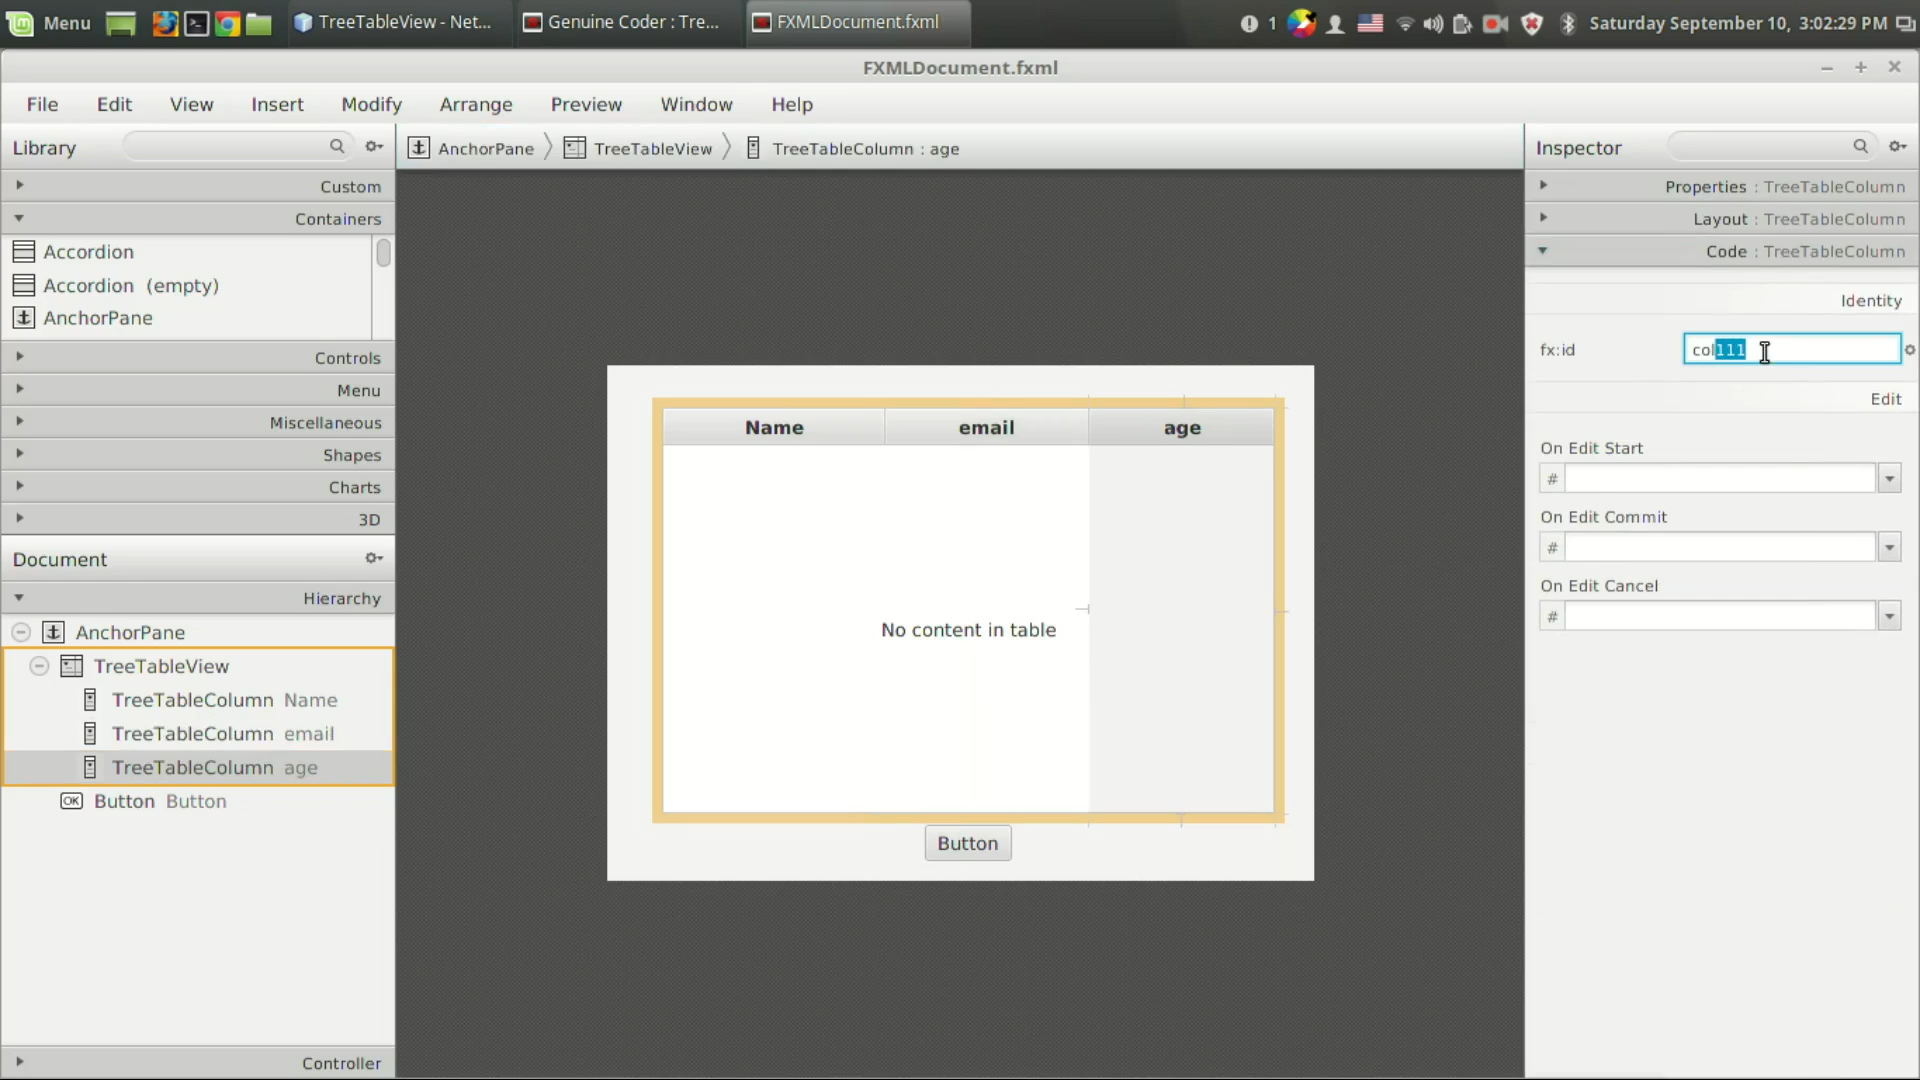 Menu
TreeTableView - Net...
Genuine Coder : Tre...
FXMLDocument.fxml
1
Saturday September 10, 3:02:29 PM
FXMLDocument.fxml
File Edit View Insert Modify Arrange Preview Window Help
Library
AnchorPane
TreeTableView
TreeTableColumn : age
Inspector
Custom
Containers
Accordion
Accordion (empty)
AnchorPane
Controls
Menu
Miscellaneous
Shapes
Charts
3D
Document
Hierarchy
AnchorPane
TreeTableView
TreeTableColumn Name
TreeTableColumn email
TreeTableColumn age
OK Button Button
Controller
Name email age
No content in table
Button
Properties : TreeTableColumn
Layout : TreeTableColumn
Code : TreeTableColumn
Identity
fx:id col111
Edit
On Edit Start
#
On Edit Commit
#
On Edit Cancel
#